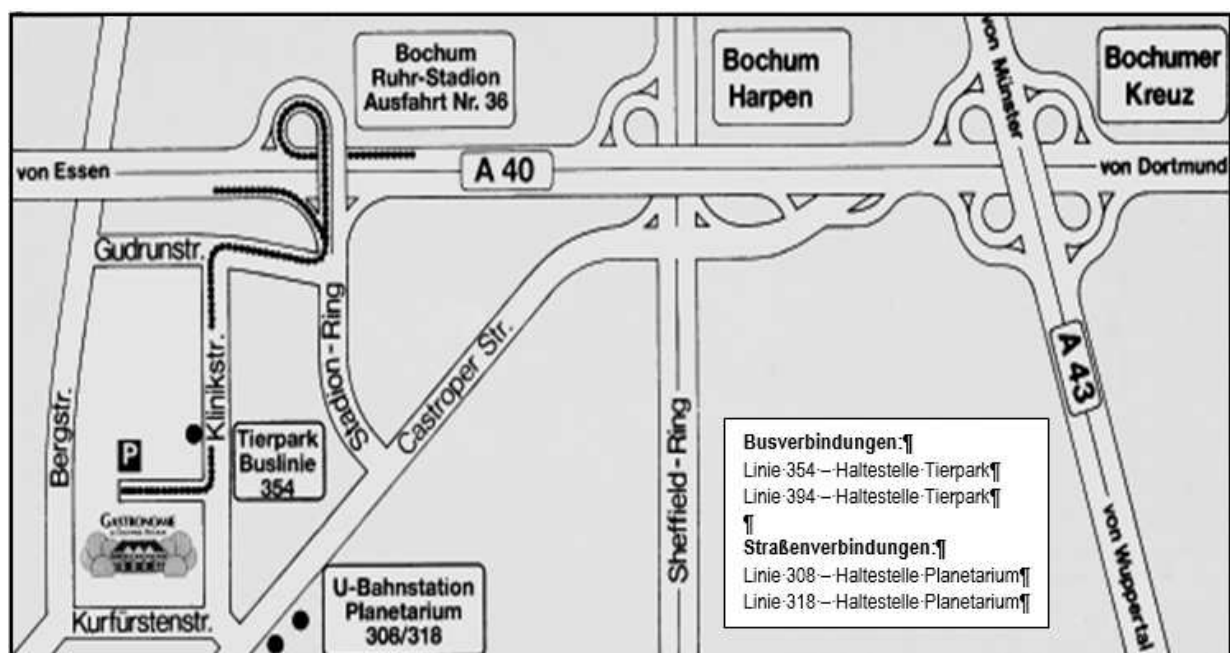 Bochum
Ruhr-Stadion
Ausfahrt Nr. 36
Bochum
Harpen
von Münster
Bochumer
Kreuz
von Essen
A 40
von Dortmund
Gudrunstr.
Stadion-Ring
Klinikstr.
Castroper Str.
Bergstr.
Sheffield-Ring
A 43
von Wuppertal
P
Tierpark
Buslinie
354
GASTRONOMIE
Busverbindungen:¶
Linie·354·–·Haltestelle·Tierpark¶
Linie·394·–·Haltestelle·Tierpark¶
¶
Straßenverbindungen:¶
Linie·308·–·Haltestelle·Planetarium¶
Linie·318·–·Haltestelle·Planetarium¶
U-Bahnstation
Planetarium
308/318
Kurfürstenstr.